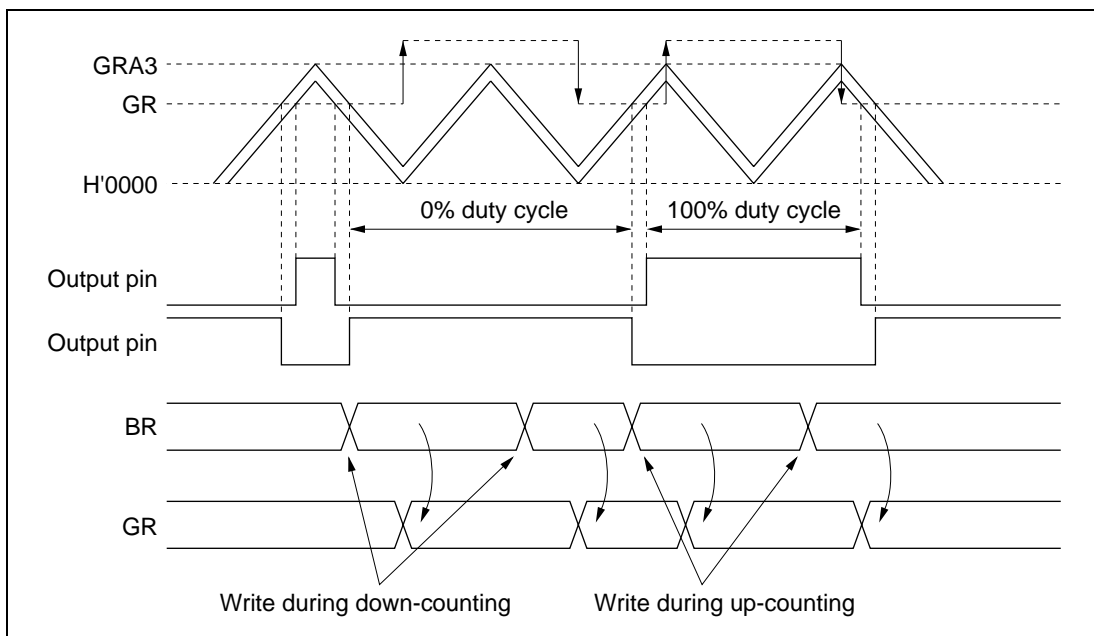 GRA3
GR
H'0000
0% duty cycle
100% duty cycle
Output pin
Output pin
BR
GR
Write during down-counting
Write during up-counting